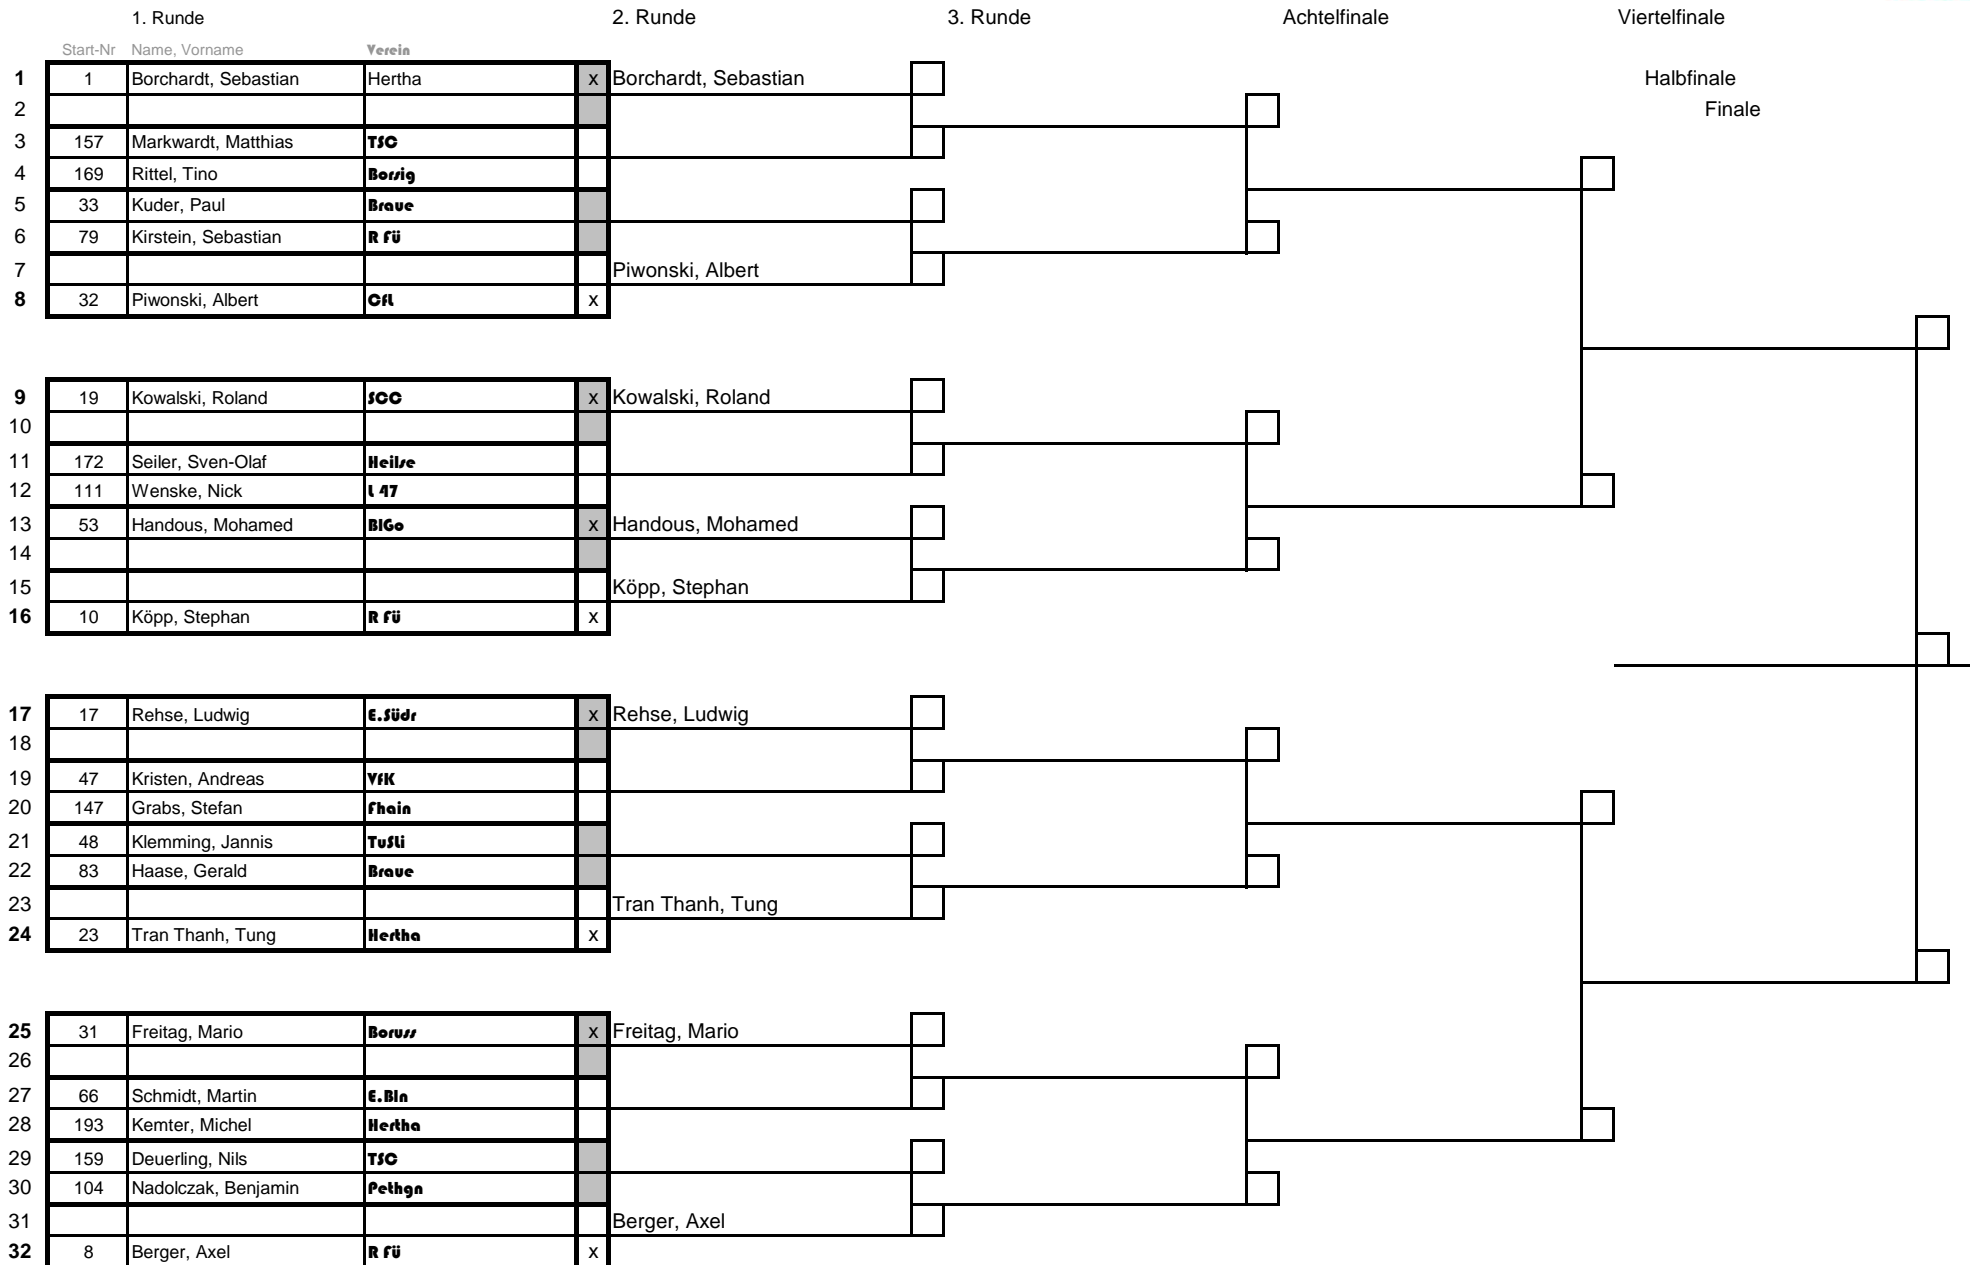 1. Runde 2. Runde 3. Runde Achtelfinale Viertelfinale
Start-Nr Name, Vorname Verein
1 1 Borchardt, Sebastian Hertha x Borchardt, Sebastian Halbfinale
2 Finale
3 157 Markwardt, Matthias TSC
4 169 Rittel, Tino Borsig
5 33 Kuder, Paul Braue
6 79 Kirstein, Sebastian R Fü
7 Piwonski, Albert
8 32 Piwonski, Albert CfL x
9 19 Kowalski, Roland SCC x Kowalski, Roland
10
11 172 Seiler, Sven-Olaf Heilse
12 111 Wenske, Nick L 47
13 53 Handous, Mohamed BlGo x Handous, Mohamed
14
15 Köpp, Stephan
16 10 Köpp, Stephan R Fü x
17 17 Rehse, Ludwig E.Südr x Rehse, Ludwig
18
19 47 Kristen, Andreas VfK
20 147 Grabs, Stefan Fhain
21 48 Klemming, Jannis TuSLi
22 83 Haase, Gerald Braue
23 Tran Thanh, Tung
24 23 Tran Thanh, Tung Hertha x
25 31 Freitag, Mario Boruss x Freitag, Mario
26
27 66 Schmidt, Martin E.Bln
28 193 Kemter, Michel Hertha
29 159 Deuerling, Nils TSC
30 104 Nadolczak, Benjamin Pethgn
31 Berger, Axel
32 8 Berger, Axel R Fü x